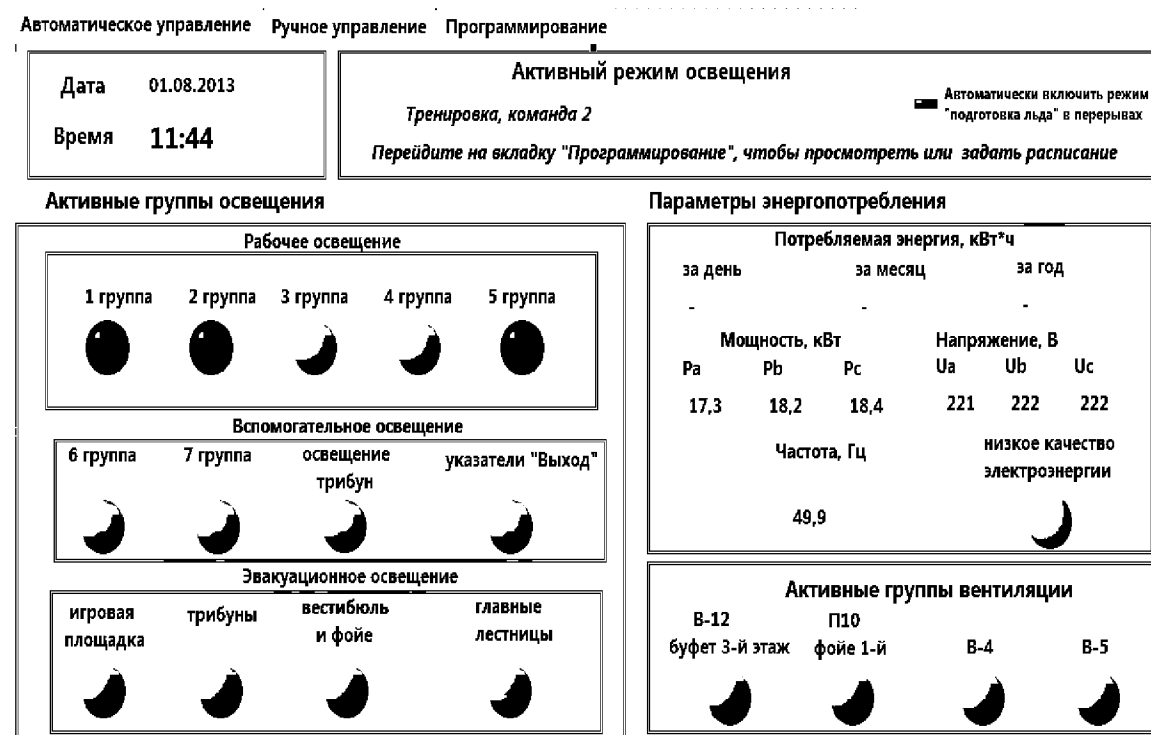 Автоматическое управление Ручное управление Программирование
Дата 01.08.2013
Время 11:44
Активный режим освещения
Тренировка, команда 2
Автоматически включить режим
"подготовка льда" в перерывах
Перейдите на вкладку "Программирование", чтобы просмотреть или задать расписание
Активные группы освещения
Рабочее освещение
1 группа 2 группа 3 группа 4 группа 5 группа
Вспомогательное освещение
6 группа 7 группа освещение указатели "Выход"
трибун
Эвакуационное освещение
игровая трибуны вестибюль главные
площадка и фойе лестницы
Параметры энергопотребления
Потребляемая энергия, кВт*ч
за день за месяц за год
- - -
Мощность, кВт Напряжение, В
Pa Pb Pc Ua Ub Uc
17,3 18,2 18,4 221 222 222
Частота, Гц низкое качество
электроэнергии
49,9
Активные группы вентиляции
В-12 П10
буфет 3-й этаж фойе 1-й В-4 В-5